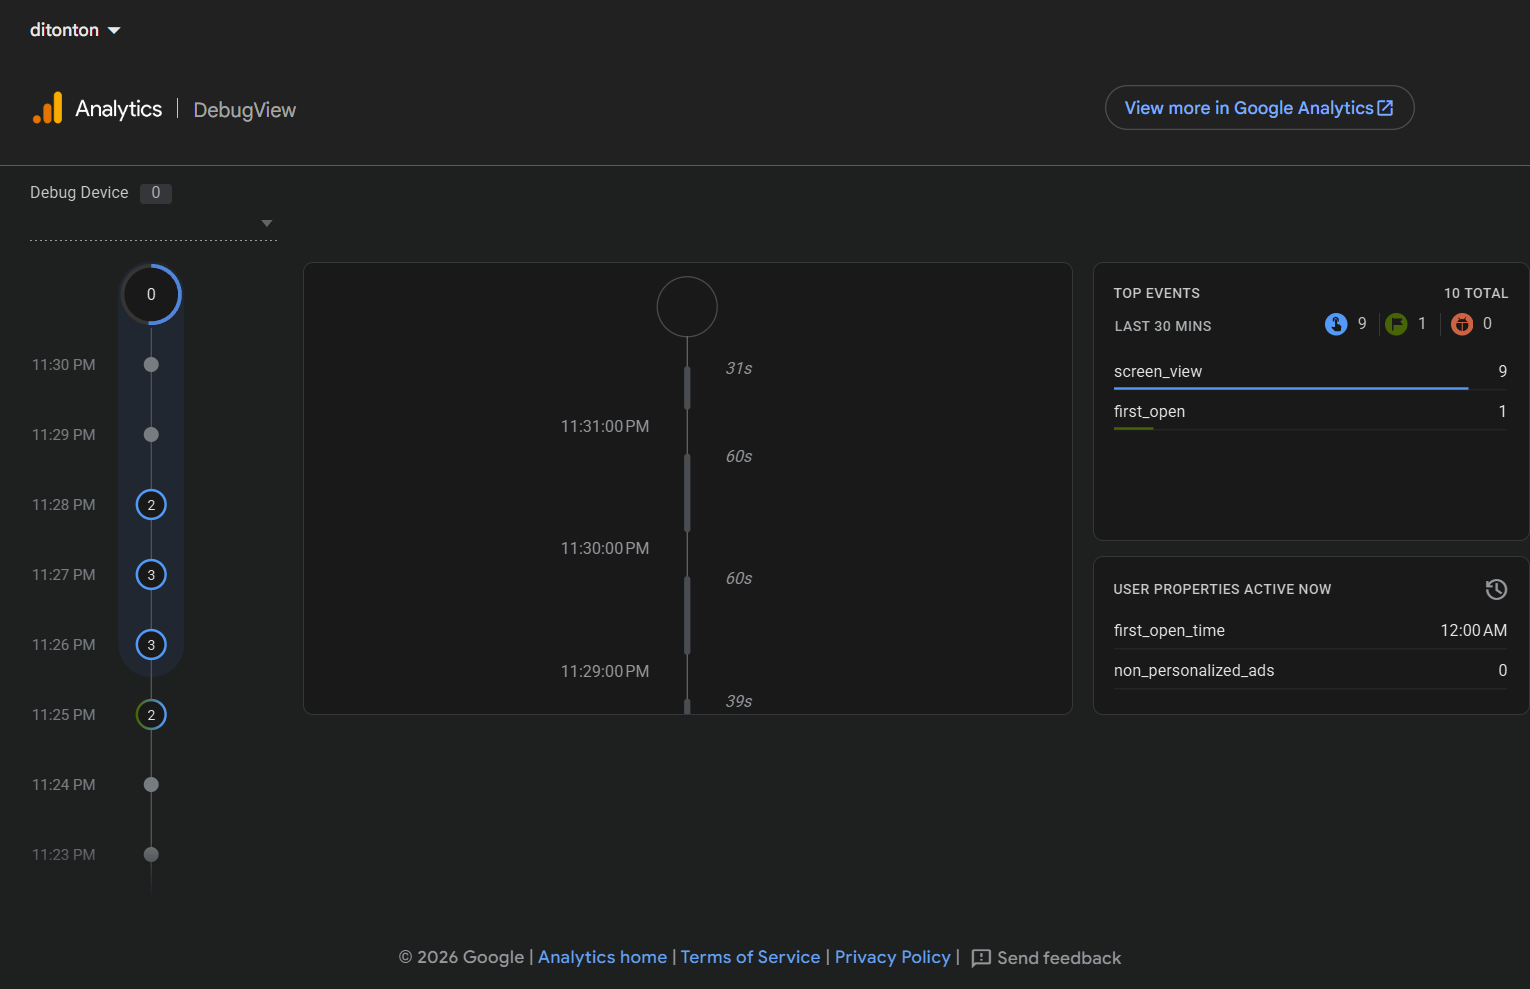 ditonton
Analytics | DebugView
View more in Google Analytics
Debug Device 0
0
11:30 PM
11:29 PM
11:28 PM 2
11:27 PM 3
11:26 PM 3
11:25 PM 2
11:24 PM
11:23 PM
31s
11:31:00 PM
60s
11:30:00 PM
60s
11:29:00 PM
39s
TOP EVENTS 10 TOTAL
LAST 30 MINS 9 1 0
screen_view 9
first_open 1
USER PROPERTIES ACTIVE NOW
first_open_time 12:00 AM
non_personalized_ads 0
© 2026 Google | Analytics home | Terms of Service | Privacy Policy | Send feedback